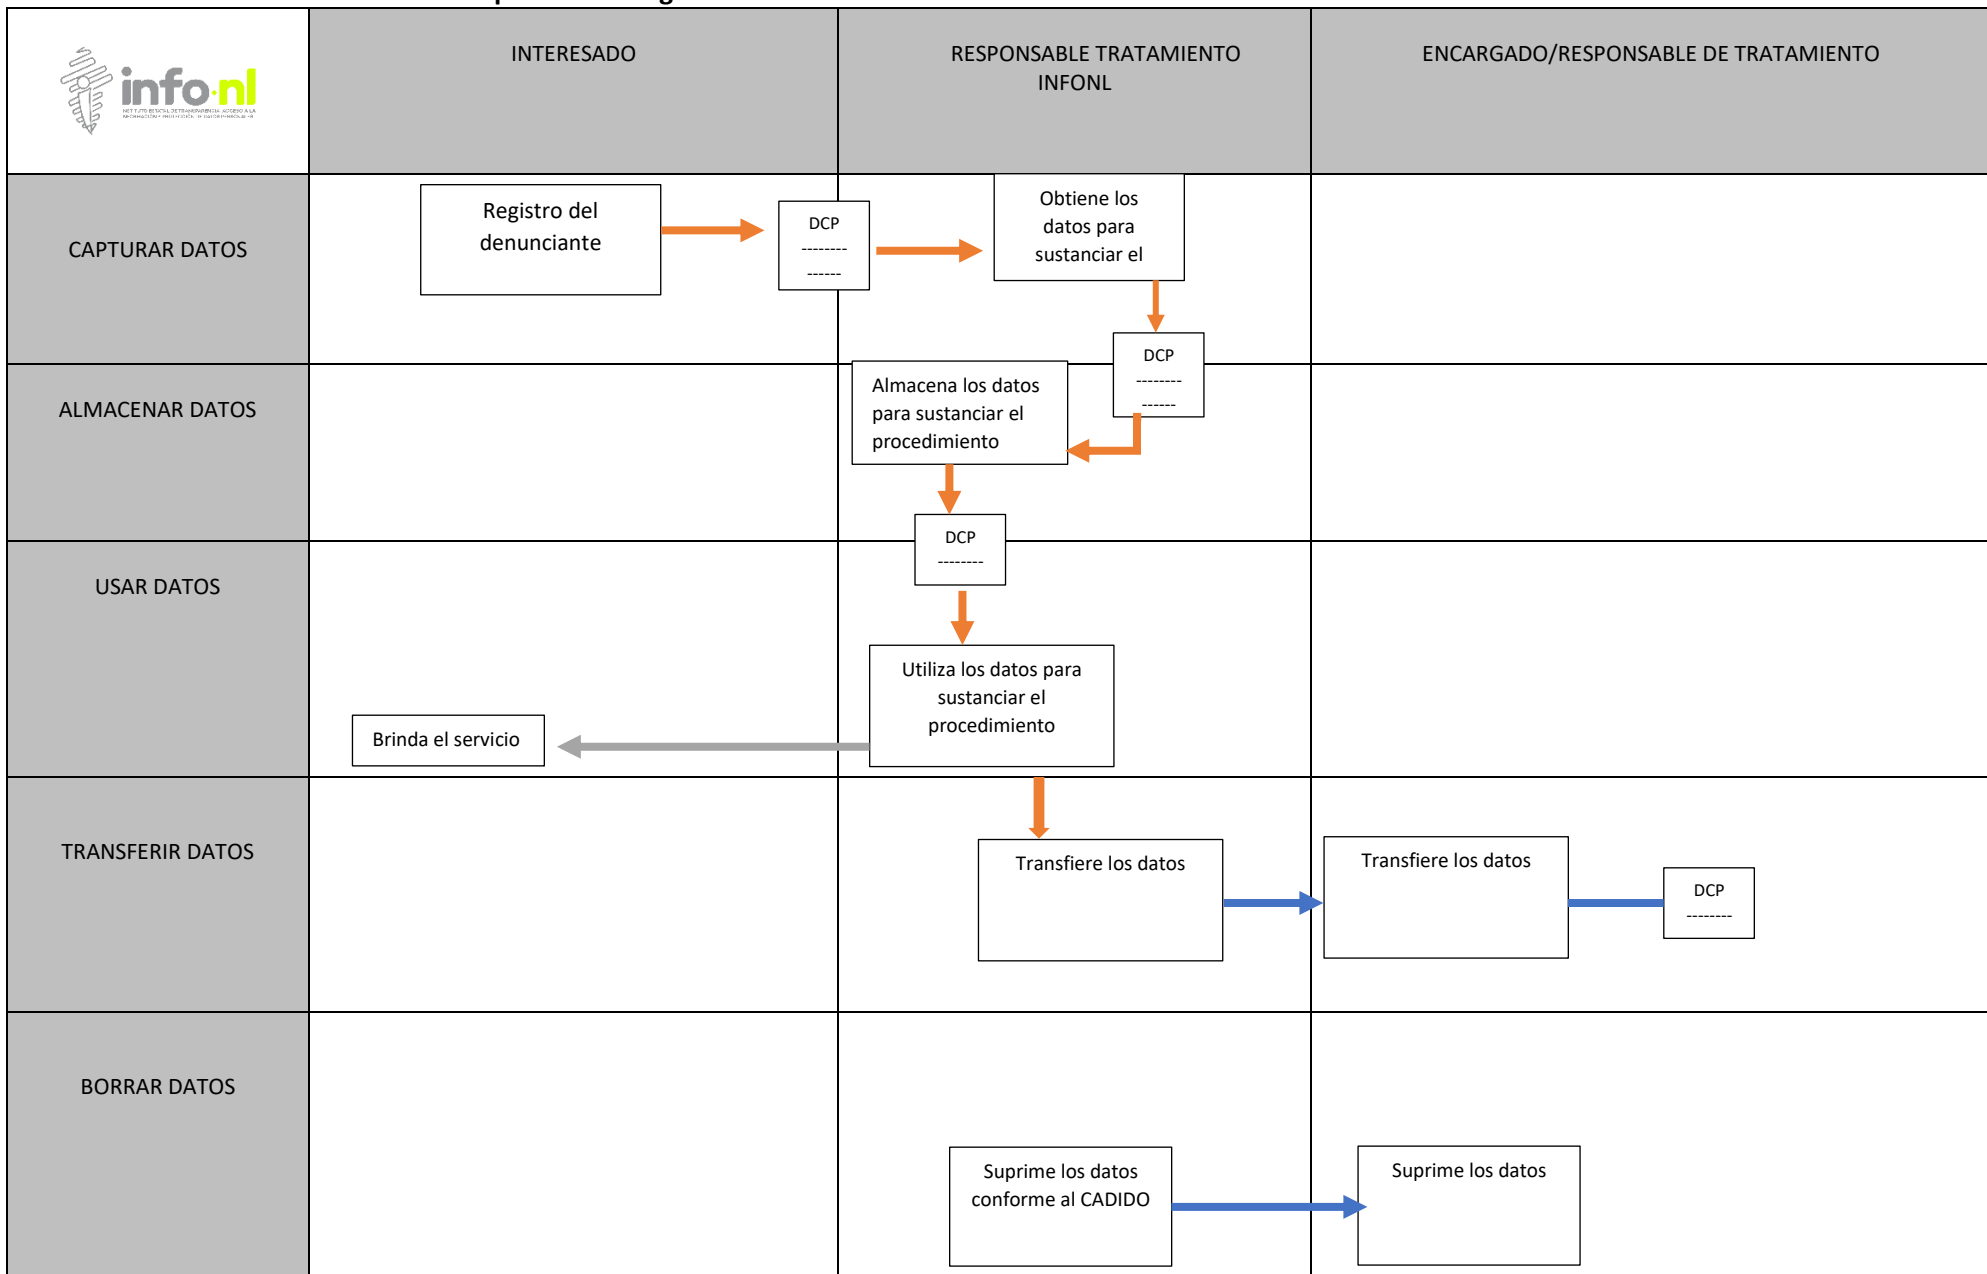 INTERESADO
RESPONSABLE TRATAMIENTO
INFONL
ENCARGADO/RESPONSABLE DE TRATAMIENTO
info·nl
CAPTURAR DATOS
Registro del
denunciante
DCP
--------
------
Obtiene los
datos para
sustanciar el
DCP
--------
------
ALMACENAR DATOS
Almacena los datos
para sustanciar el
procedimiento
DCP
--------
USAR DATOS
Utiliza los datos para
sustanciar el
procedimiento
Brinda el servicio
TRANSFERIR DATOS
Transfiere los datos
Transfiere los datos
DCP
--------
BORRAR DATOS
Suprime los datos
conforme al CADIDO
Suprime los datos